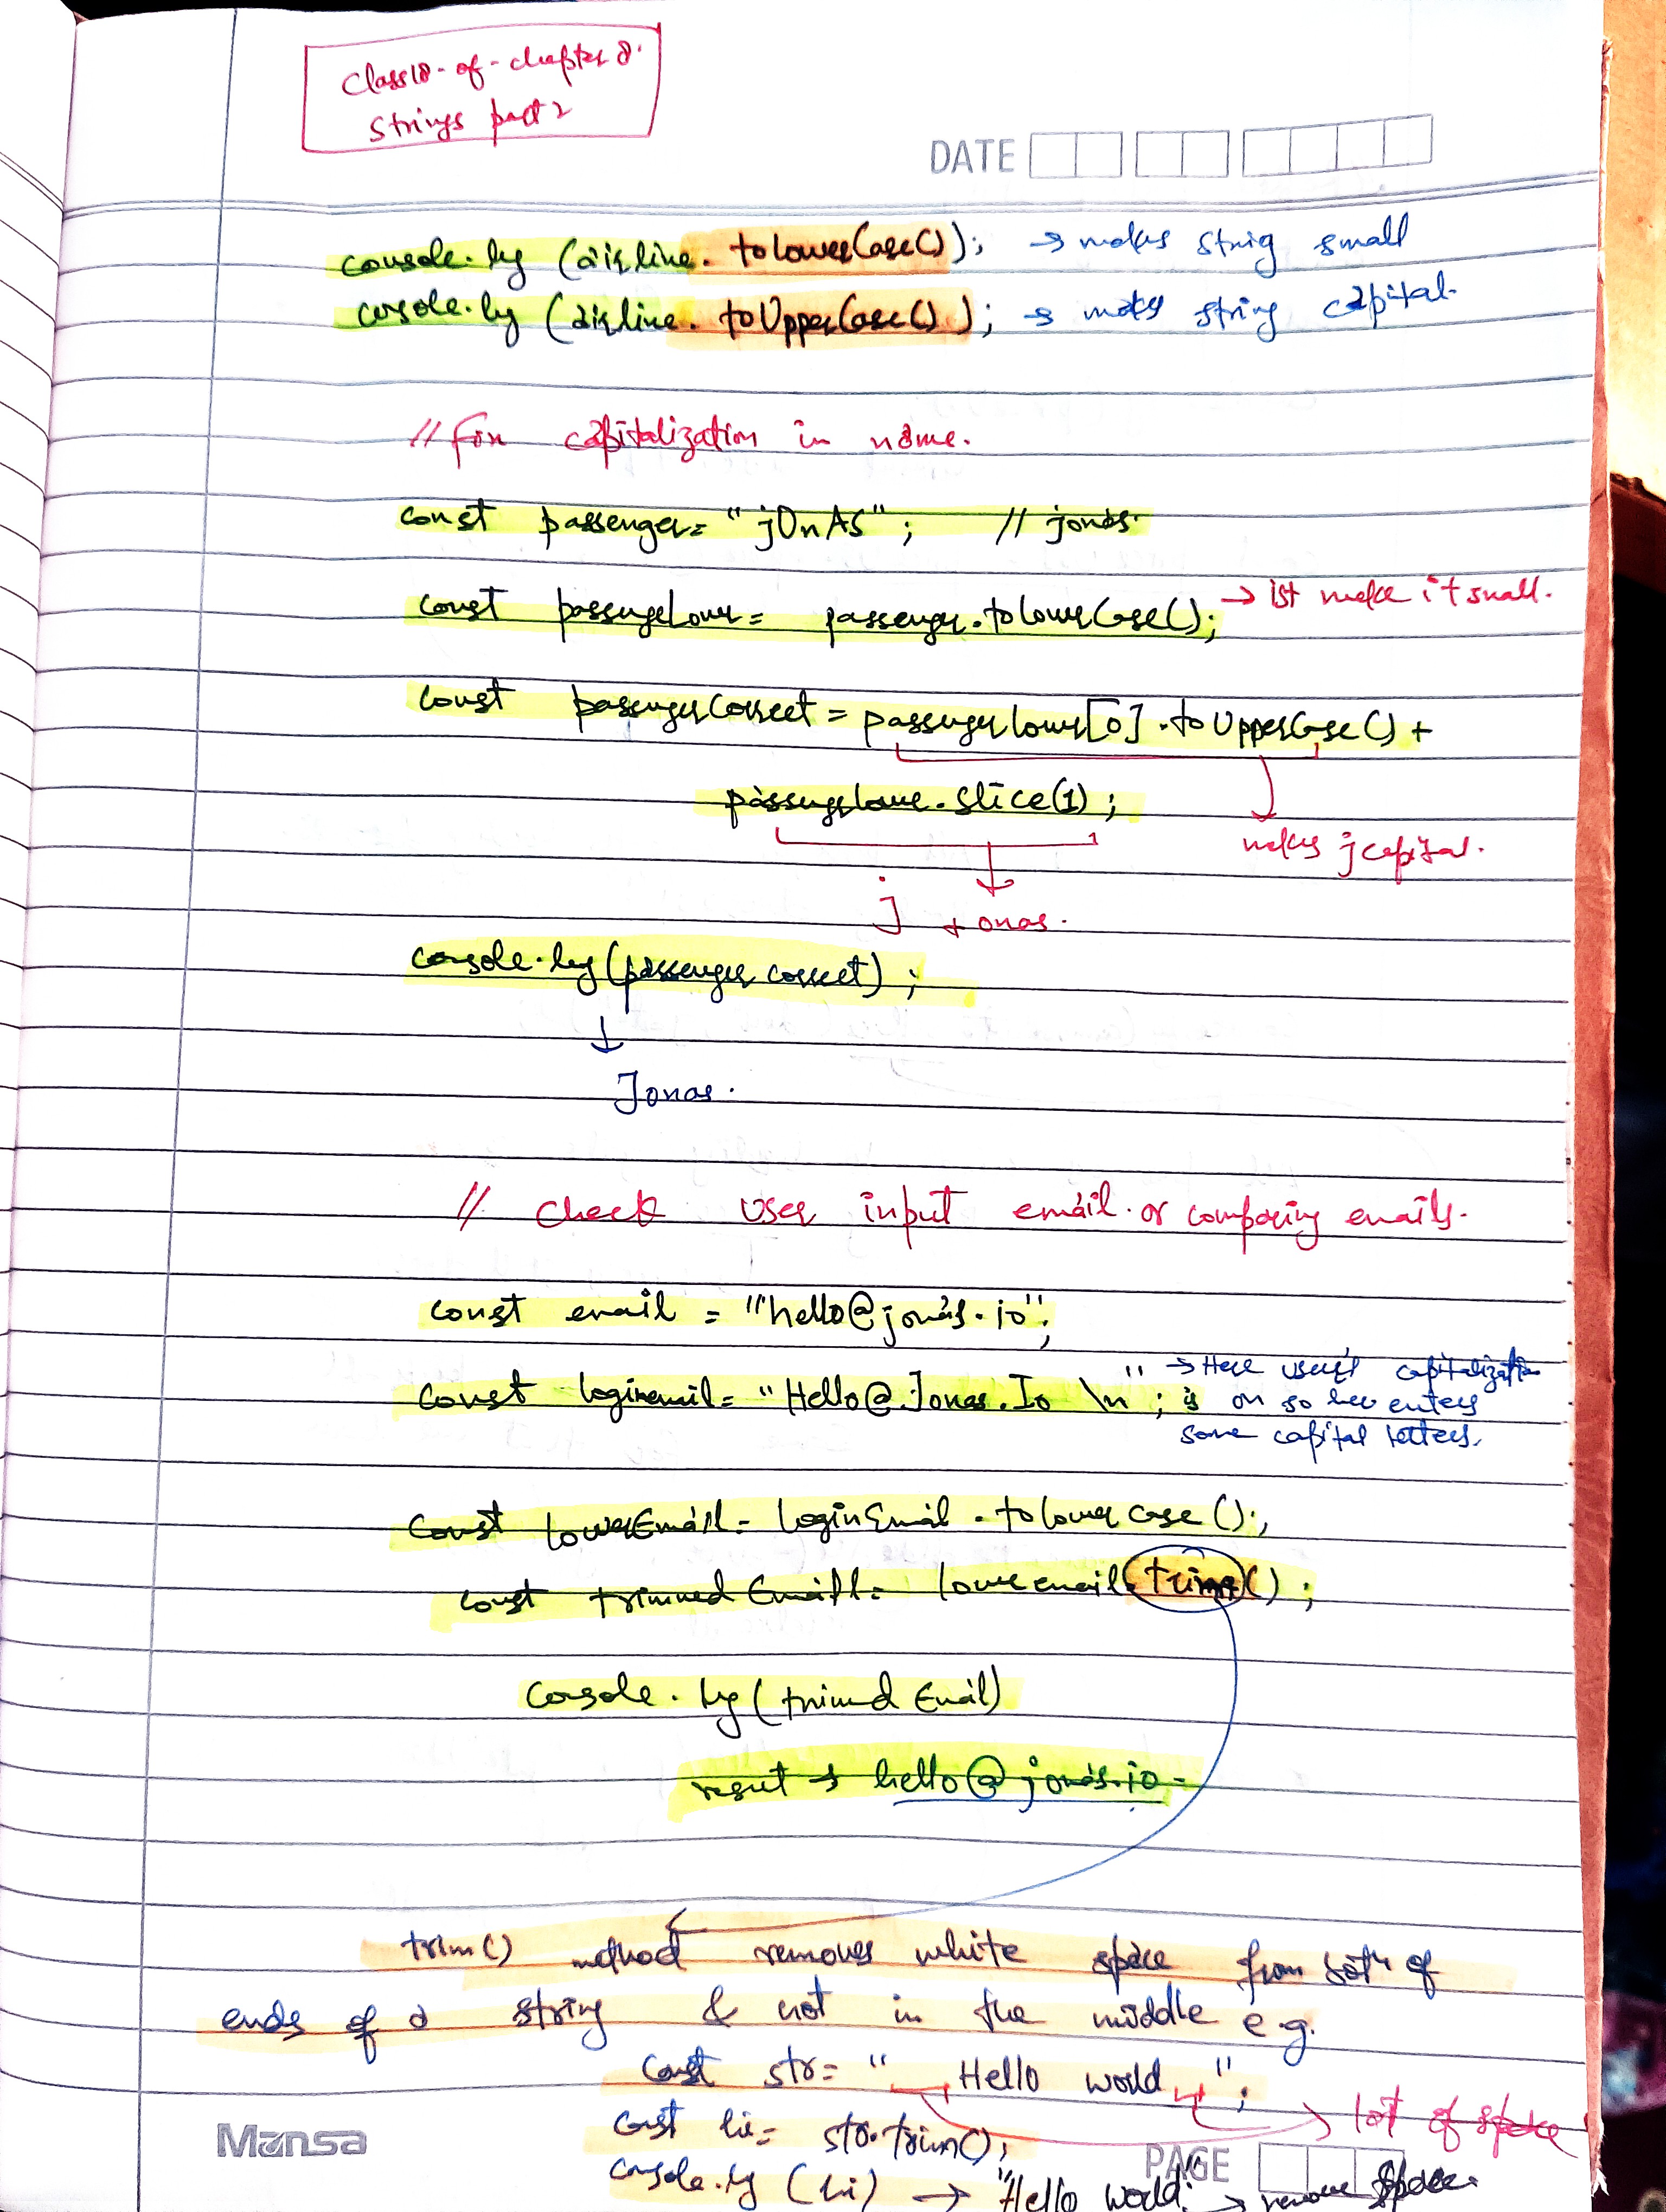 Class18-of-chapter 8.
Strings part 2
DATE
console.log (airline.toLowerCase()); → makes string small
console.log (airline.toUpperCase()); → makes string capital.
// fix capitalization in name.
const passenger= "jOnAS"; // jonas.
const passengerLower= passenger.toLowerCase(); → 1st make it small.
const passengerCorrect = passengerLower[0].toUpperCase() +
passengerLower.slice(1);
makes j capital.
j + onas.
console.log(passenger correct);
↓
Jonas.
// check user input email or comparing emails.
const email = "hello@jonas.io";
const loginemail= "Hello@Jonas.Io \n"; → Here user's capitalization
is on so he enters
some capital letters.
const lowerEmail= loginEmail.toLowercase();
const trimmedEmail= loweremail.trim();
console.log(trimmed Email)
result → hello@jonas.io
trim() method removes white space from both of
ends of a string & not in the middle e.g.
const str= " Hello world ";
lot of space
const hi= str.trim();
console.log (hi) → "Hello world" → remove space.
Mansa
PAGE